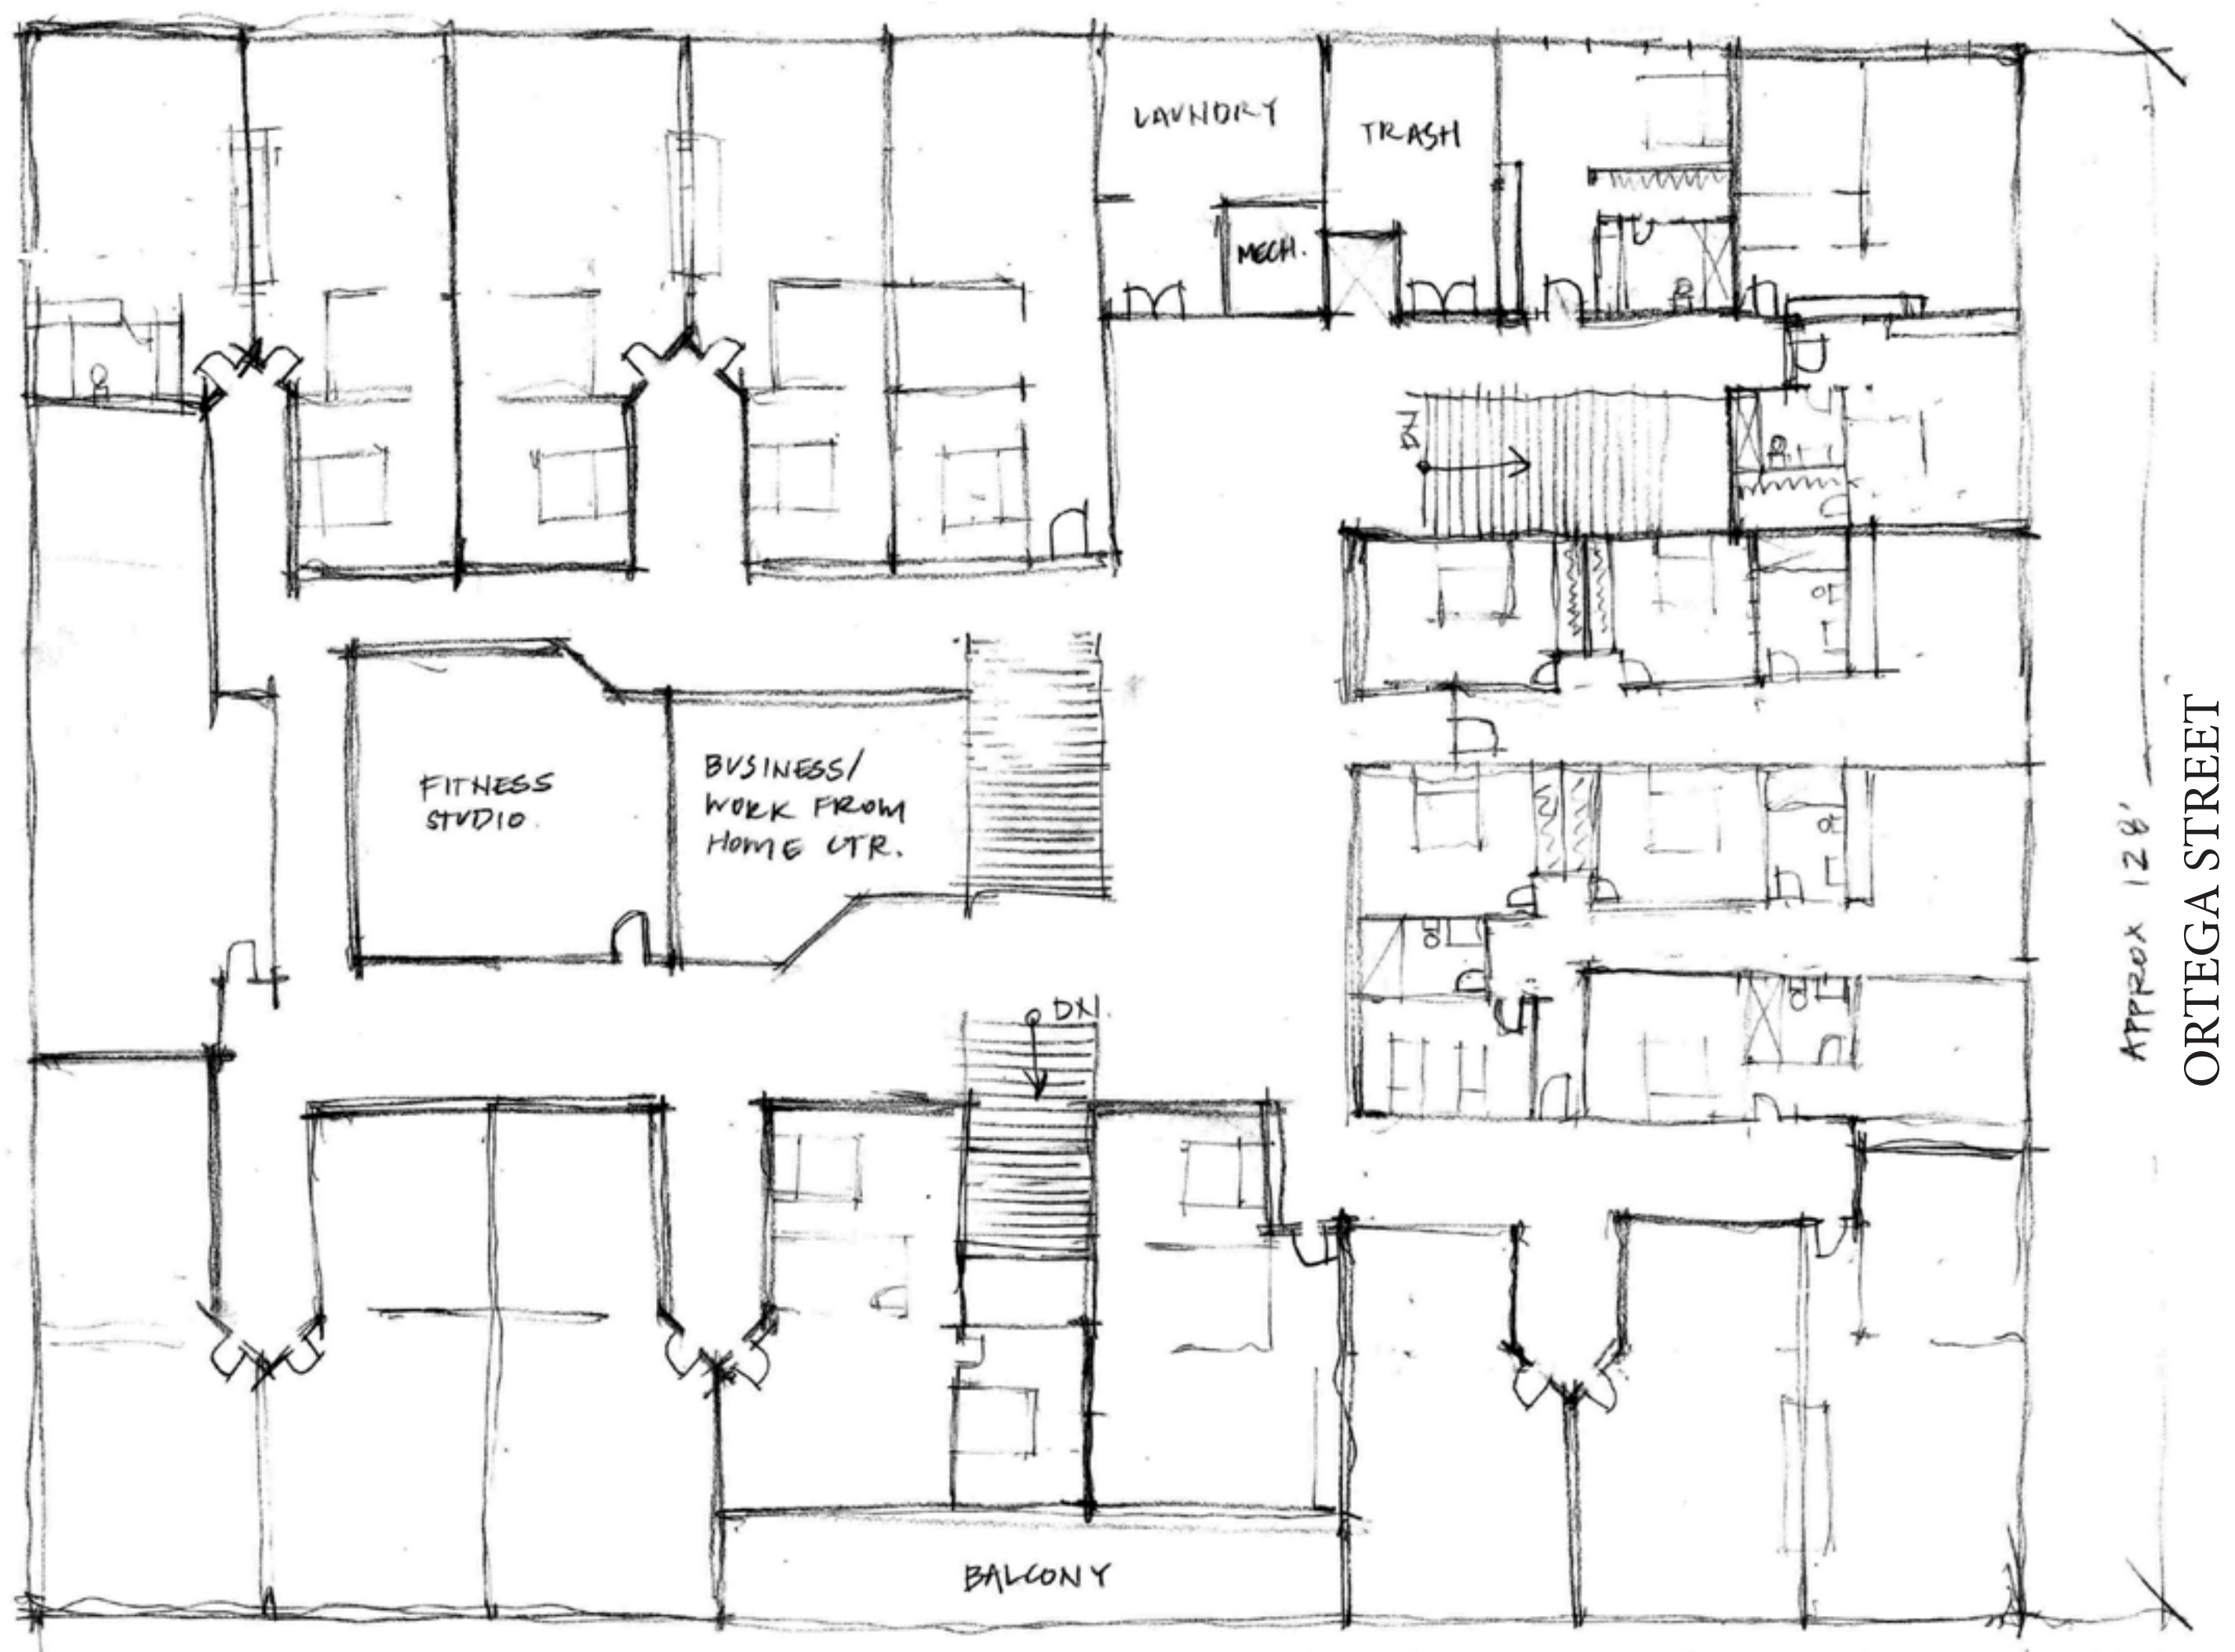 LAUNDRY
TRASH
MECH.
DN
FITNESS
STUDIO.
BUSINESS/
WORK FROM
HOME CTR.
DN.
BALCONY
APPROX 128'
ORTEGA STREET